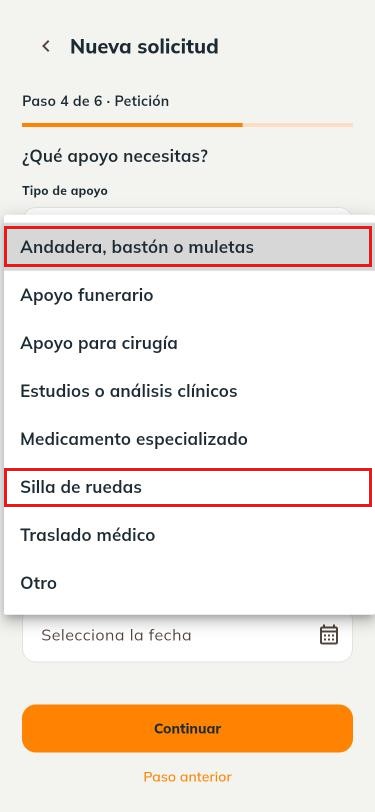 Nueva solicitud
Paso 4 de 6 · Petición
¿Qué apoyo necesitas?
Tipo de apoyo
Andadera, bastón o muletas
Apoyo funerario
Apoyo para cirugía
Estudios o análisis clínicos
Medicamento especializado
Silla de ruedas
Traslado médico
Otro
Selecciona la fecha
Continuar
Paso anterior